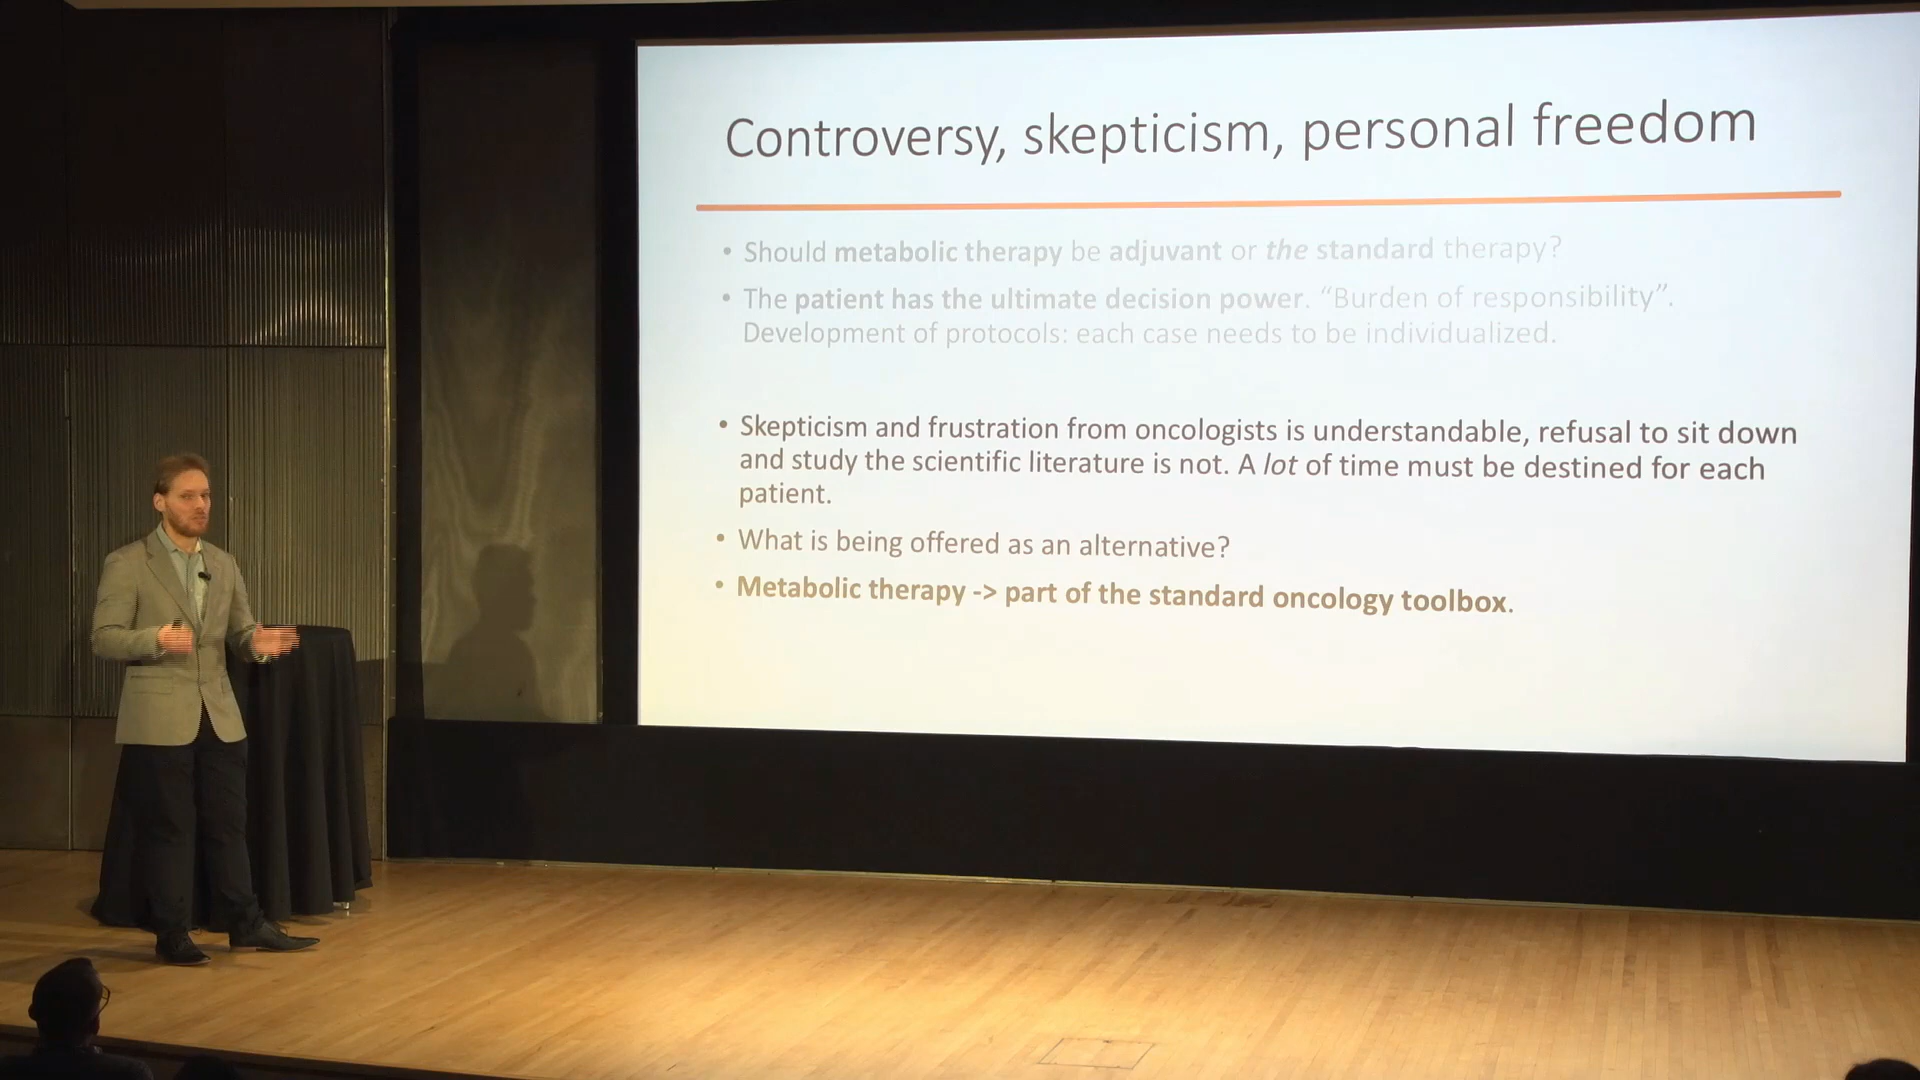 Controversy, skepticism, personal freedom
• Should metabolic therapy be adjuvant or the standard therapy?
• The patient has the ultimate decision power. “Burden of responsibility”.
Development of protocols: each case needs to be individualized.
• Skepticism and frustration from oncologists is understandable, refusal to sit down
and study the scientific literature is not. A lot of time must be destined for each
patient.
• What is being offered as an alternative?
• Metabolic therapy -> part of the standard oncology toolbox.